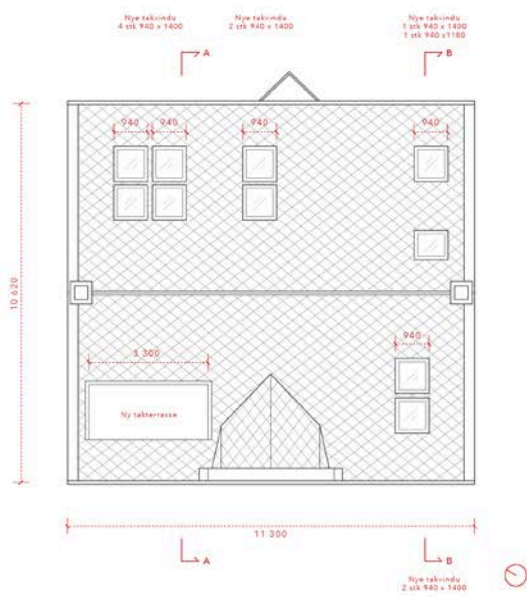 Nye takvindu
4 stk 940 x 1400
Nye takvindu
2 stk 940 x 1400
Nye takvindu
1 stk 940 x 1400
1 stk 940 x1180
A
B
940
940
940
940
10 620
940
3 300
Ny takterrasse
11 300
A
B
Nye takvindu
2 stk 940 x 1400